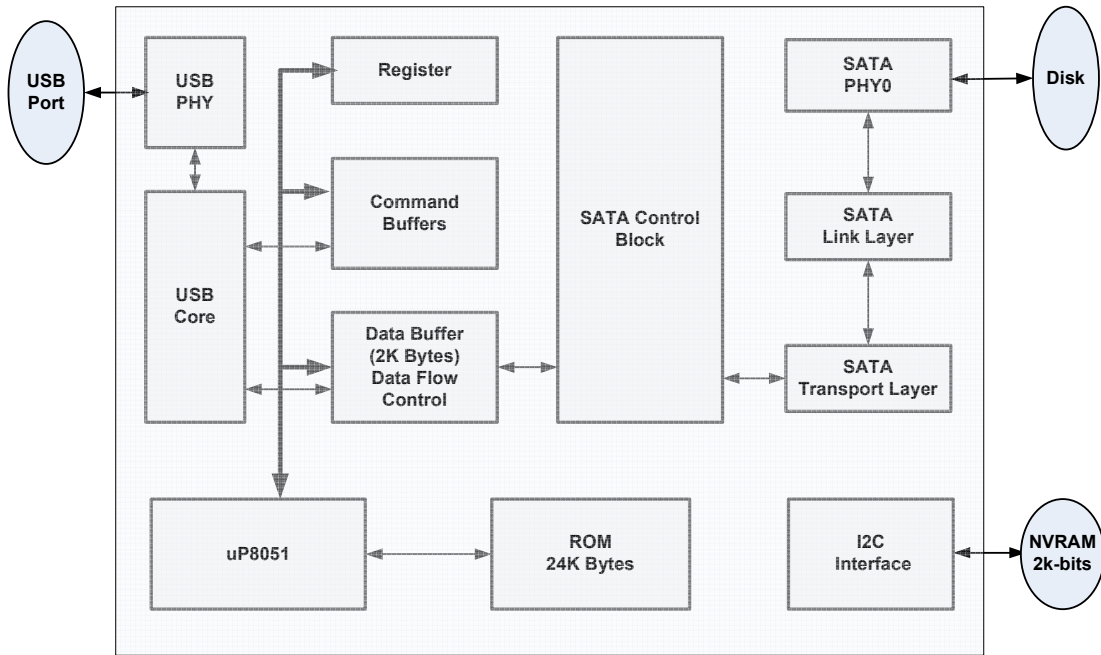 USB
Port
USB
PHY
Register
SATA
PHY0
Disk
Command
Buffers
SATA Control
Block
SATA
Link Layer
USB
Core
Data Buffer
(2K Bytes)
Data Flow
Control
SATA
Transport Layer
uP8051
ROM
24K Bytes
I2C
Interface
NVRAM
2k-bits